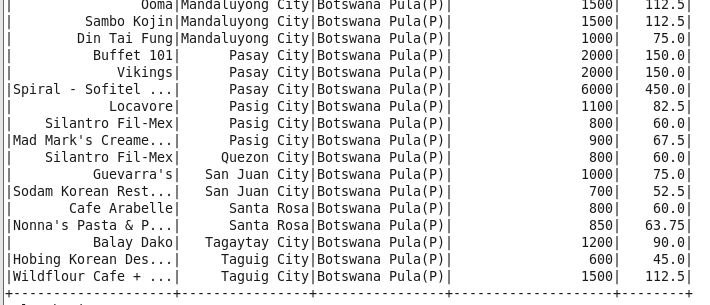 |            Ooma|Mandaluyong City|Botswana Pula(P)|                1500| 112.5|
|     Sambo Kojin|Mandaluyong City|Botswana Pula(P)|                1500| 112.5|
|    Din Tai Fung|Mandaluyong City|Botswana Pula(P)|                1000|  75.0|
|      Buffet 101|      Pasay City|Botswana Pula(P)|                2000| 150.0|
|         Vikings|      Pasay City|Botswana Pula(P)|                2000| 150.0|
|Spiral - Sofitel ...|      Pasay City|Botswana Pula(P)|                6000| 450.0|
|        Locavore|      Pasig City|Botswana Pula(P)|                1100|  82.5|
|    Silantro Fil-Mex|      Pasig City|Botswana Pula(P)|                 800|  60.0|
|Mad Mark's Creame...|      Pasig City|Botswana Pula(P)|                 900|  67.5|
|    Silantro Fil-Mex|     Quezon City|Botswana Pula(P)|                 800|  60.0|
|       Guevarra's|   San Juan City|Botswana Pula(P)|                1000|  75.0|
|Sodam Korean Rest...|   San Juan City|Botswana Pula(P)|                 700|  52.5|
|    Cafe Arabelle|      Santa Rosa|Botswana Pula(P)|                 800|  60.0|
|Nonna's Pasta & P...|      Santa Rosa|Botswana Pula(P)|                 850| 63.75|
|      Balay Dako|   Tagaytay City|Botswana Pula(P)|                1200|  90.0|
|Hobing Korean Des...|     Taguig City|Botswana Pula(P)|                 600|  45.0|
|Wildflour Cafe + ...|     Taguig City|Botswana Pula(P)|                1500| 112.5|